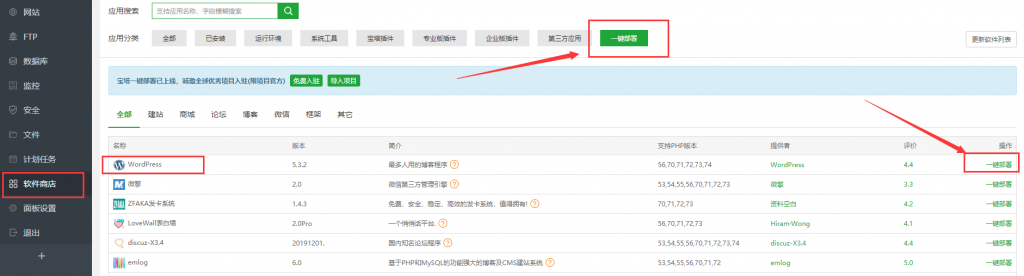 网站
FTP
数据库
监控
安全
文件
计划任务
软件商店
面板设置
退出
应用搜索 支持应用名称、字段模糊搜索
应用分类 全部 已安装 运行环境 系统工具 宝塔插件 专业版插件 企业版插件 第三方应用 一键部署 更新软件列表
宝塔一键部署已上线，诚邀全球优秀项目入驻(限项目官方) 免费入驻 导入项目
全部 建站 商城 论坛 博客 微信 框架 其它
名称 版本 简介 支持PHP版本 提供者 评价 操作
WordPress 5.3.2 最多人用的博客程序 56,70,71,72,73,74 WordPress 4.4 一键部署
微擎 2.0 微信第三方管理引擎 53,54,55,56,70,71,72,73 微擎 3.3 一键部署
ZFAKA发卡系统 1.4.3 免费、安全、稳定、高效的发卡系统，值得拥有! 70,71,72,73 资料空白 4.2 一键部署
LoveWall表白墙 2.0Pro 一个悄悄话平台. 56,70,71,72,73 Hiram-Wong 4.1 一键部署
discuz-X3.4 20191201. 国内知名论坛程序 53,54,55,56,70,71,72,73,74 discuz-X3.4 4.4 一键部署
emlog 6.0 基于PHP和MySQL的功能强大的博客及CMS建站系统 53,54,55,56,70,71,72 emlog 5.0 一键部署